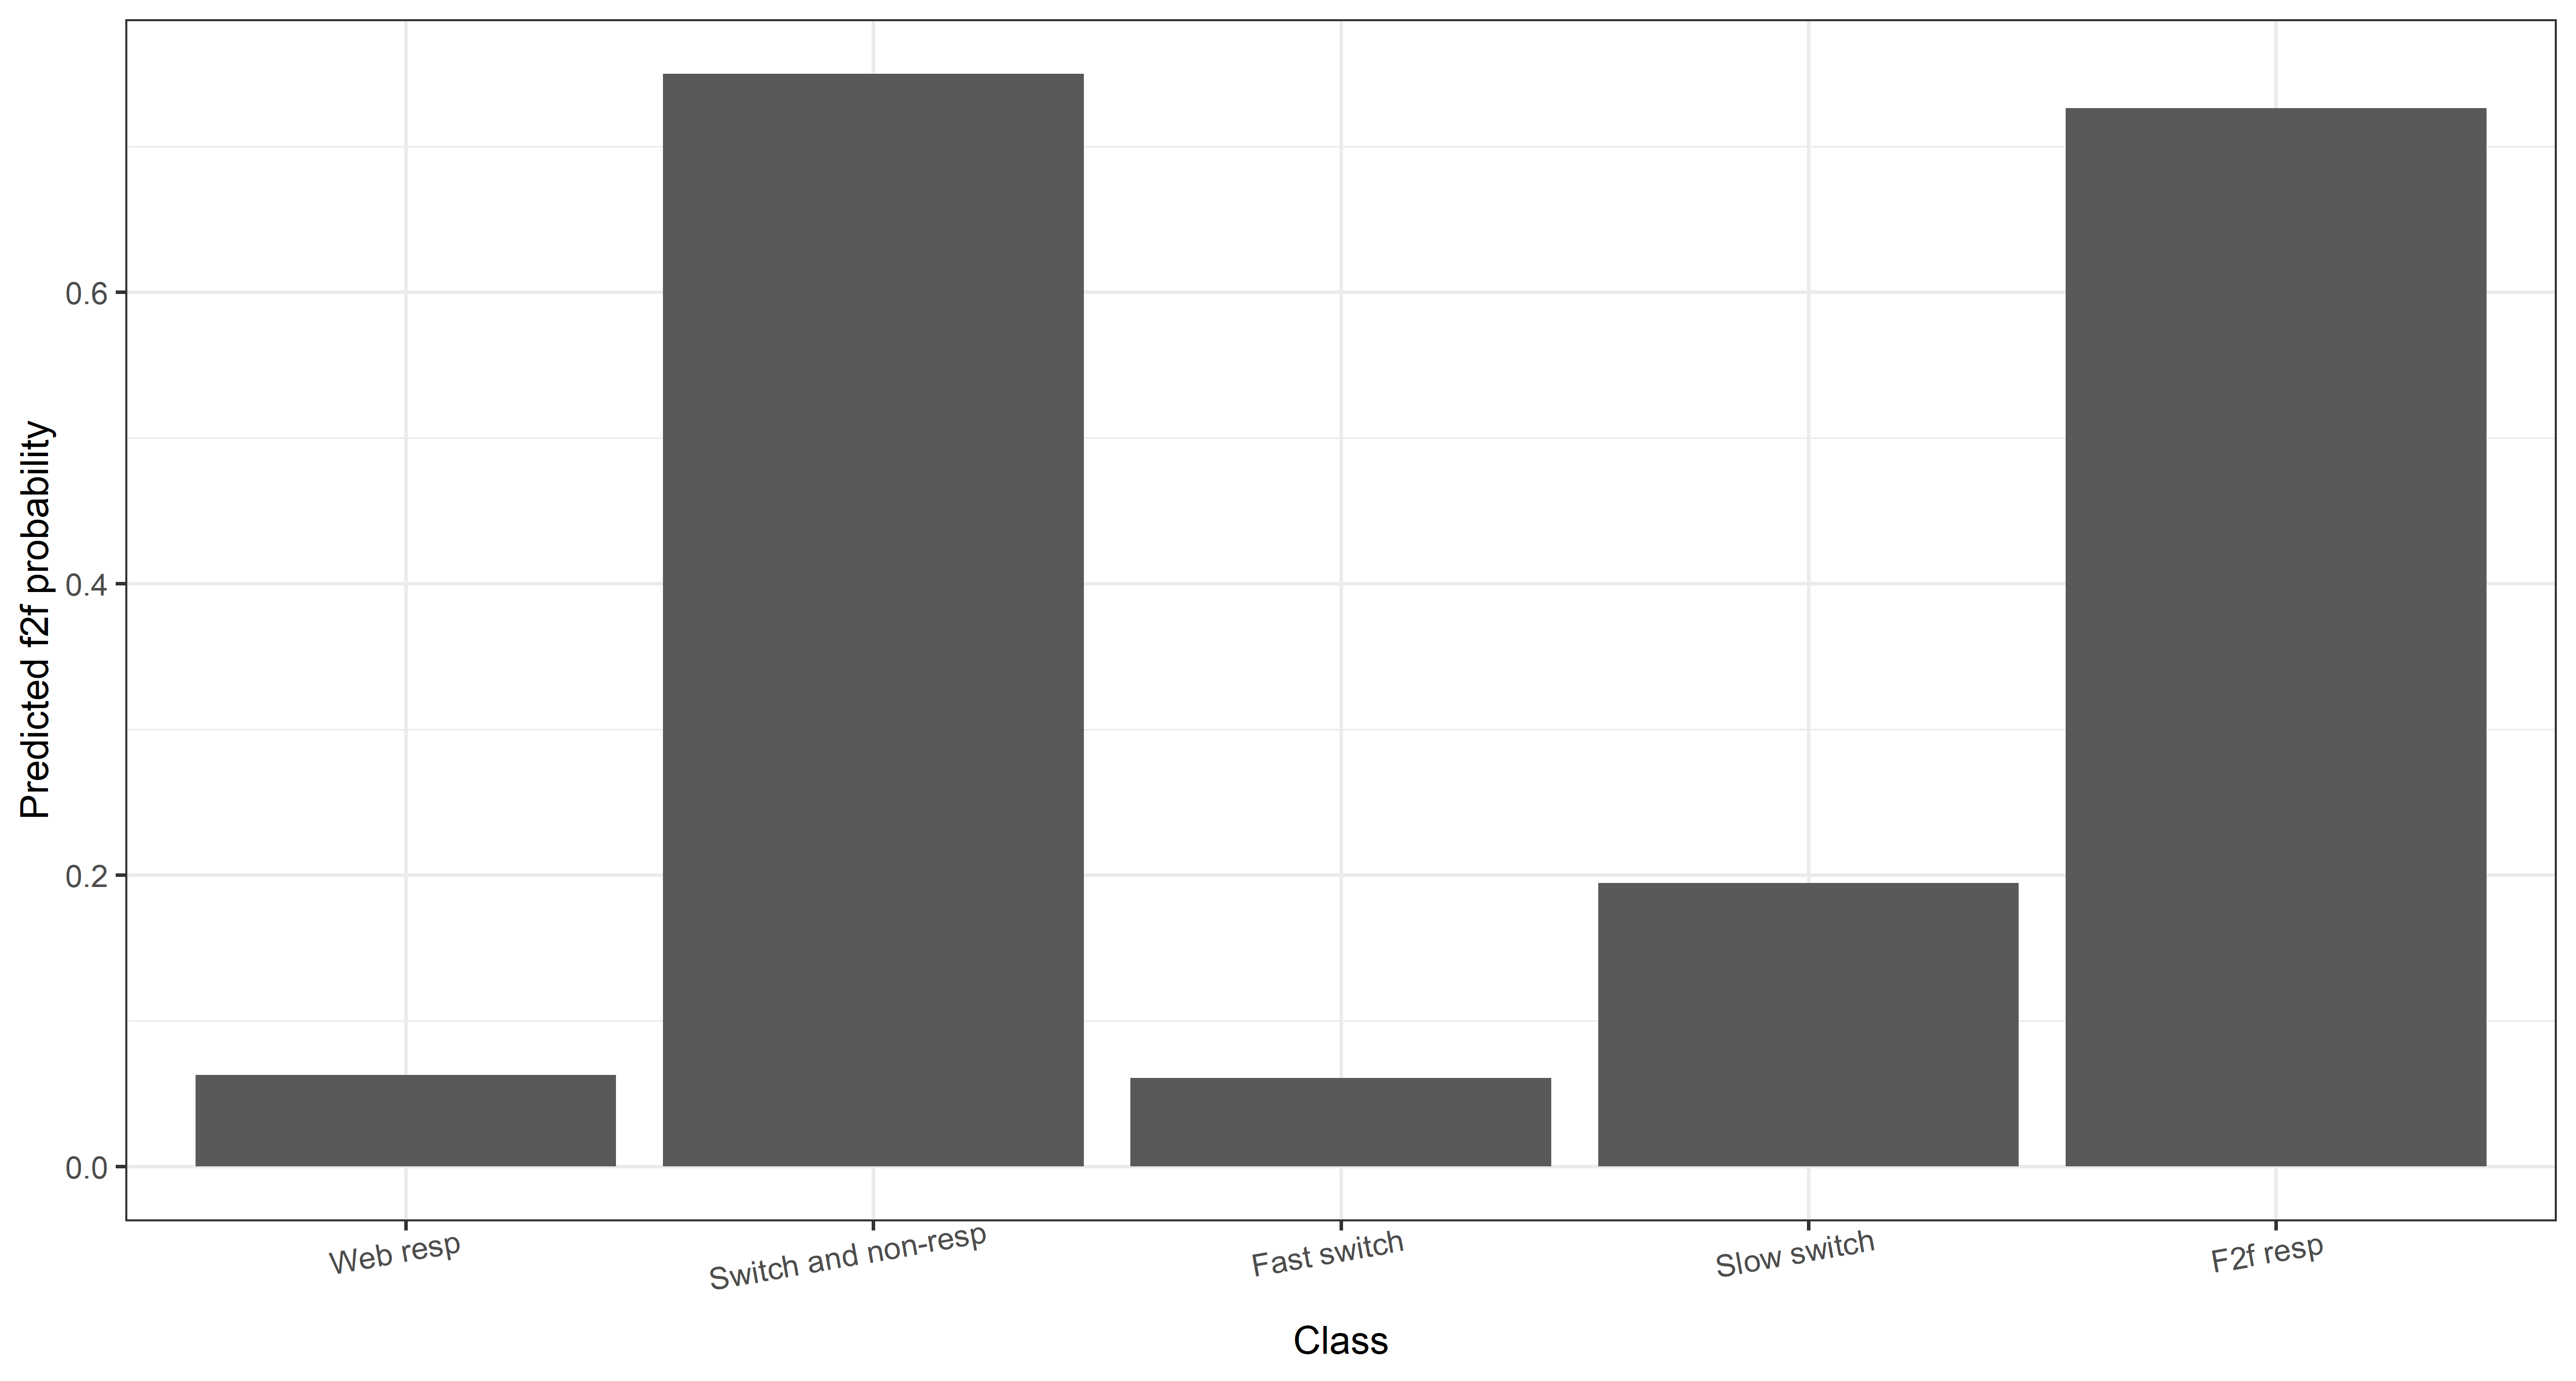 Predicted f2f probability
0.6
0.4
0.2
0.0
Web resp
Switch and non-resp
Fast switch
Slow switch
F2f resp
Class